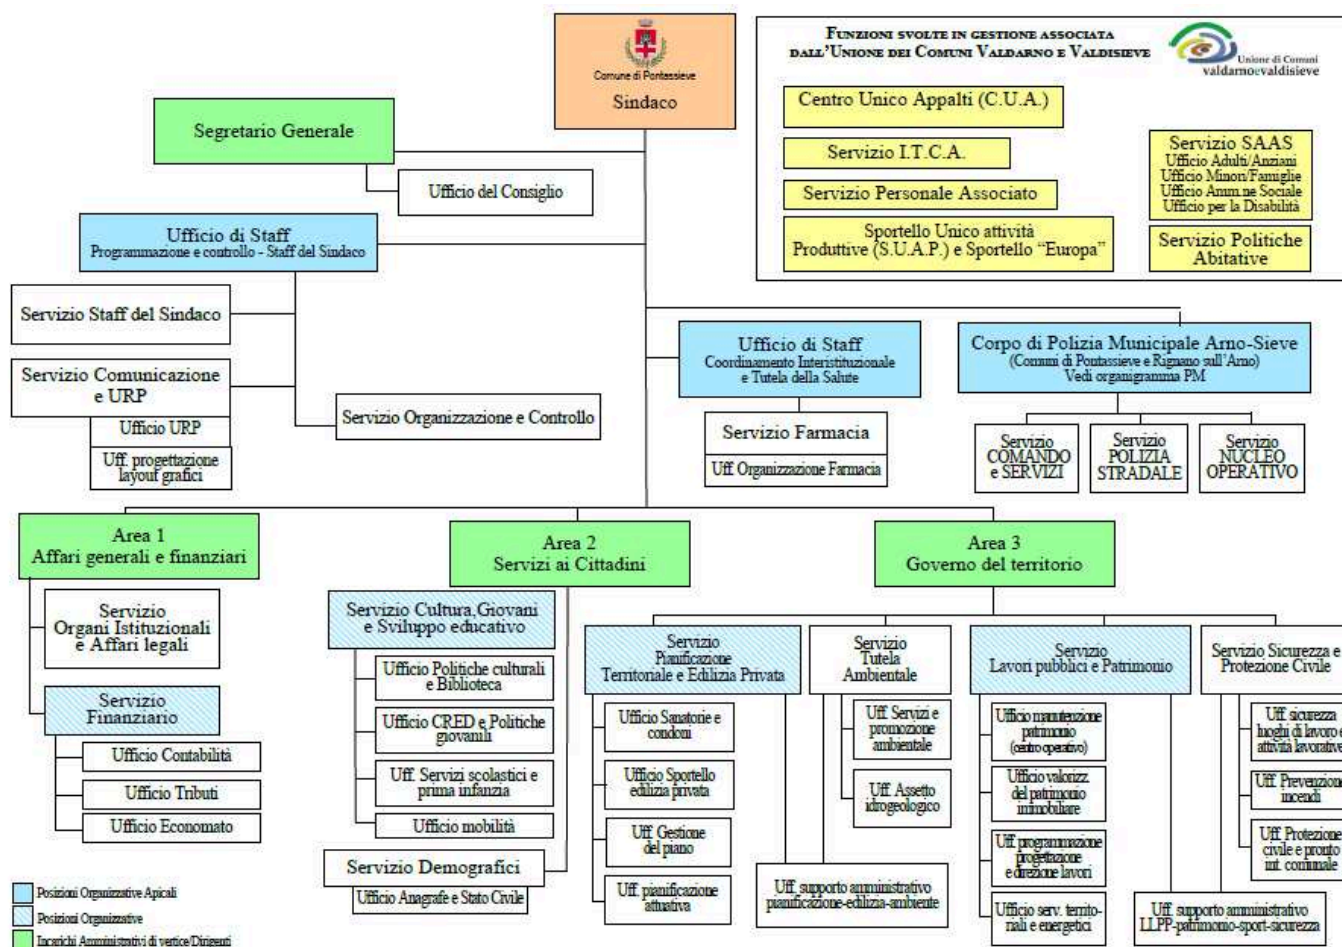 Comune di Pontassieve
Sindaco
FUNZIONI SVOLTE IN GESTIONE ASSOCIATA
DALL'UNIONE DEI COMUNI VALDARNO E VALDISIEVE
Unione di Comuni
valdarnoevaldisieve
Centro Unico Appalti (C.U.A.)
Servizio I.T.C.A.
Servizio Personale Associato
Sportello Unico attività
Produttive (S.U.A.P.) e Sportello “Europa”
Servizio SAAS
Ufficio Adulti/Anziani
Ufficio Minori/Famiglie
Ufficio Amm.ne Sociale
Ufficio per la Disabilità
Servizio Politiche
Abitative
Segretario Generale
Ufficio del Consiglio
Ufficio di Staff
Programmazione e controllo - Staff del Sindaco
Servizio Staff del Sindaco
Servizio Comunicazione
e URP
Ufficio URP
Uff. progettazione
layouf grafici
Servizio Organizzazione e Controllo
Ufficio di Staff
Coordinamento Interistituzionale
e Tutela della Salute
Servizio Farmacia
Uff. Organizzazione Farmacia
Corpo di Polizia Municipale Arno-Sieve
(Comuni di Pontassieve e Rignano sull'Arno)
Vedi organigramma PM
Servizio
COMANDO
e SERVIZI
Servizio
POLIZIA
STRADALE
Servizio
NUCLEO
OPERATIVO
Area 1
Affari generali e finanziari
Servizio
Organi Istituzionali
e Affari legali
Servizio
Finanziario
Ufficio Contabilità
Ufficio Tributi
Ufficio Economato
Area 2
Servizi ai Cittadini
Servizio Cultura,Giovani
e Sviluppo educativo
Ufficio Politiche culturali
e Biblioteca
Ufficio CRED e Politiche
giovanili
Uff. Servizi scolastici e
prima infanzia
Ufficio mobilità
Servizio Demografici
Ufficio Anagrafe e Stato Civile
Area 3
Governo del territorio
Servizio
Pianificazione
Territoriale e Edilizia Privata
Ufficio Sanatorie e
condoni
Ufficio Sportello
edilizia privata
Uff. Gestione
del piano
Uff. pianificazione
attuativa
Servizio
Tutela
Ambientale
Uff. Servizi e
promozione
ambientale
Uff. Assetto
idrogeologico
Uff. supporto amministrativo
pianificazione-edilizia-ambiente
Servizio
Lavori pubblici e Patrimonio
Ufficio manutenzione
patrimonio
(centro operativo)
Ufficio valorizz.
del patrimonio
immobiliare
Uff. programmazione
progettazione
e direzione lavori
Ufficio serv. territo-
riali e energetici
Servizio Sicurezza e
Protezione Civile
Uff. sicurezza
luoghi di lavoro e
attività lavorative
Uff. Prevenzione
incendi
Uff. Protezione
civile e pronto
int. comunale
Uff. supporto amministrativo
LLPP-patrimonio-sport-sicurezza
Posizioni Organizzative Apicali
Posizioni Organizzative
Incarichi Amministrativi di vertice/Dirigenti